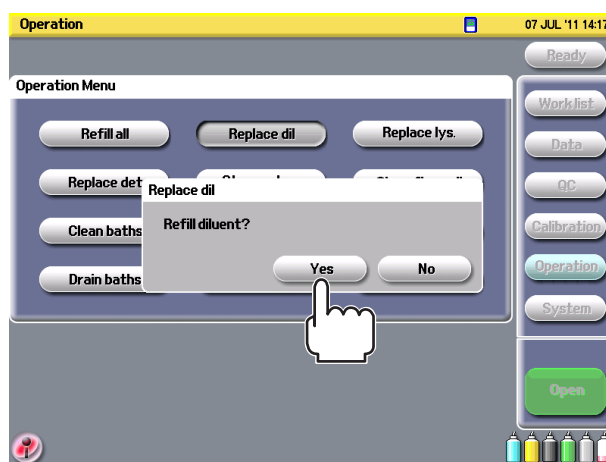 Operation 07 JUL '11 14:17
Ready
Operation Menu
Worklist
Refill all Replace dil Replace lys.
Data
Replace det
Replace dil
QC
Refill diluent?
Clean baths
Calibration
Yes No
Operation
Drain baths
System
Open